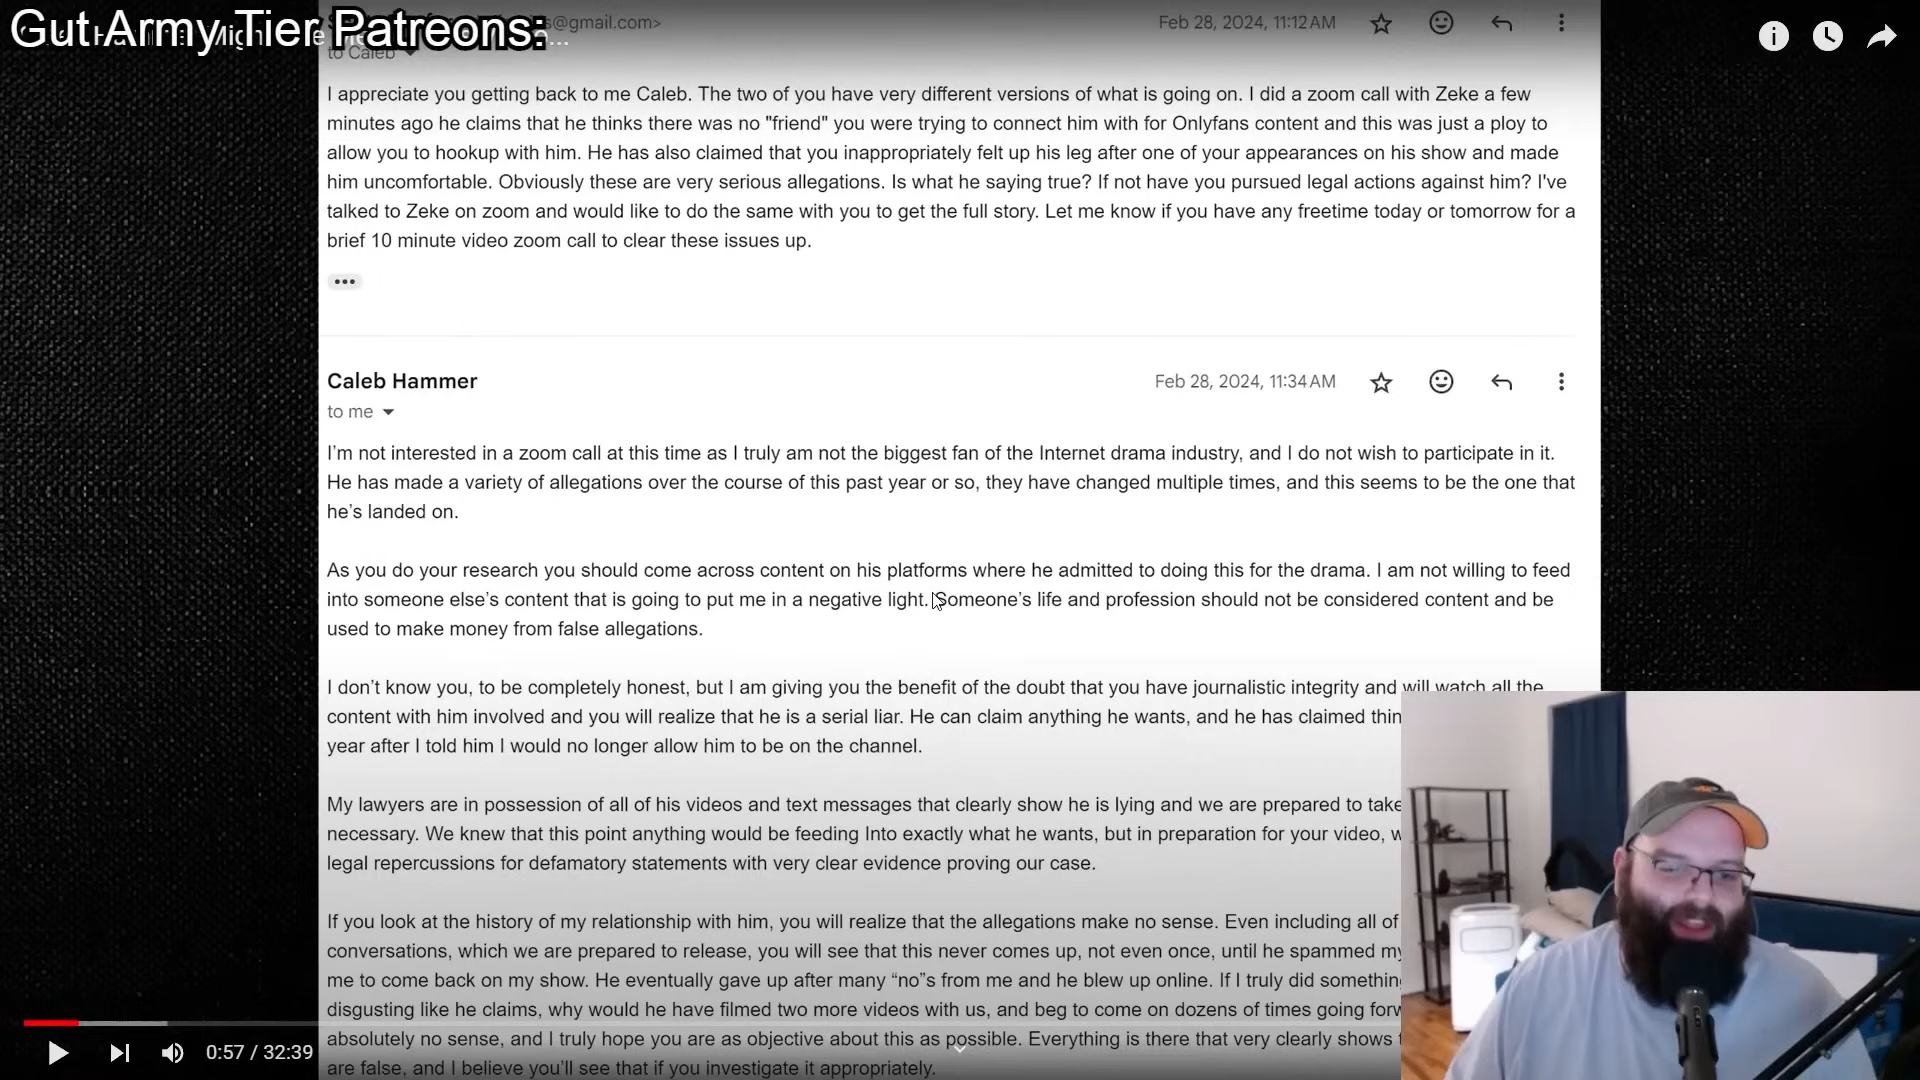 Gut Army Tier Patreons:
s@gmail.com>
Feb 28, 2024, 11:12 AM
to Caleb
I appreciate you getting back to me Caleb. The two of you have very different versions of what is going on. I did a zoom call with Zeke a few
minutes ago he claims that he thinks there was no "friend" you were trying to connect him with for Onlyfans content and this was just a ploy to
allow you to hookup with him. He has also claimed that you inappropriately felt up his leg after one of your appearances on his show and made
him uncomfortable. Obviously these are very serious allegations. Is what he saying true? If not have you pursued legal actions against him? I've
talked to Zeke on zoom and would like to do the same with you to get the full story. Let me know if you have any freetime today or tomorrow for a
brief 10 minute video zoom call to clear these issues up.
Caleb Hammer
Feb 28, 2024, 11:34 AM
to me
I'm not interested in a zoom call at this time as I truly am not the biggest fan of the Internet drama industry, and I do not wish to participate in it.
He has made a variety of allegations over the course of this past year or so, they have changed multiple times, and this seems to be the one that
he's landed on.
As you do your research you should come across content on his platforms where he admitted to doing this for the drama. I am not willing to feed
into someone else's content that is going to put me in a negative light. Someone's life and profession should not be considered content and be
used to make money from false allegations.
I don't know you, to be completely honest, but I am giving you the benefit of the doubt that you have journalistic integrity and will watch all the
content with him involved and you will realize that he is a serial liar. He can claim anything he wants, and he has claimed thin
year after I told him I would no longer allow him to be on the channel.
My lawyers are in possession of all of his videos and text messages that clearly show he is lying and we are prepared to take
necessary. We knew that this point anything would be feeding Into exactly what he wants, but in preparation for your video, w
legal repercussions for defamatory statements with very clear evidence proving our case.
If you look at the history of my relationship with him, you will realize that the allegations make no sense. Even including all of
conversations, which we are prepared to release, you will see that this never comes up, not even once, until he spammed my
me to come back on my show. He eventually gave up after many “no”s from me and he blew up online. If I truly did something
disgusting like he claims, why would he have filmed two more videos with us, and beg to come on dozens of times going forw
absolutely no sense, and I truly hope you are as objective about this as possible. Everything is there that very clearly shows
are false, and I believe you'll see that if you investigate it appropriately.
0:57 / 32:39